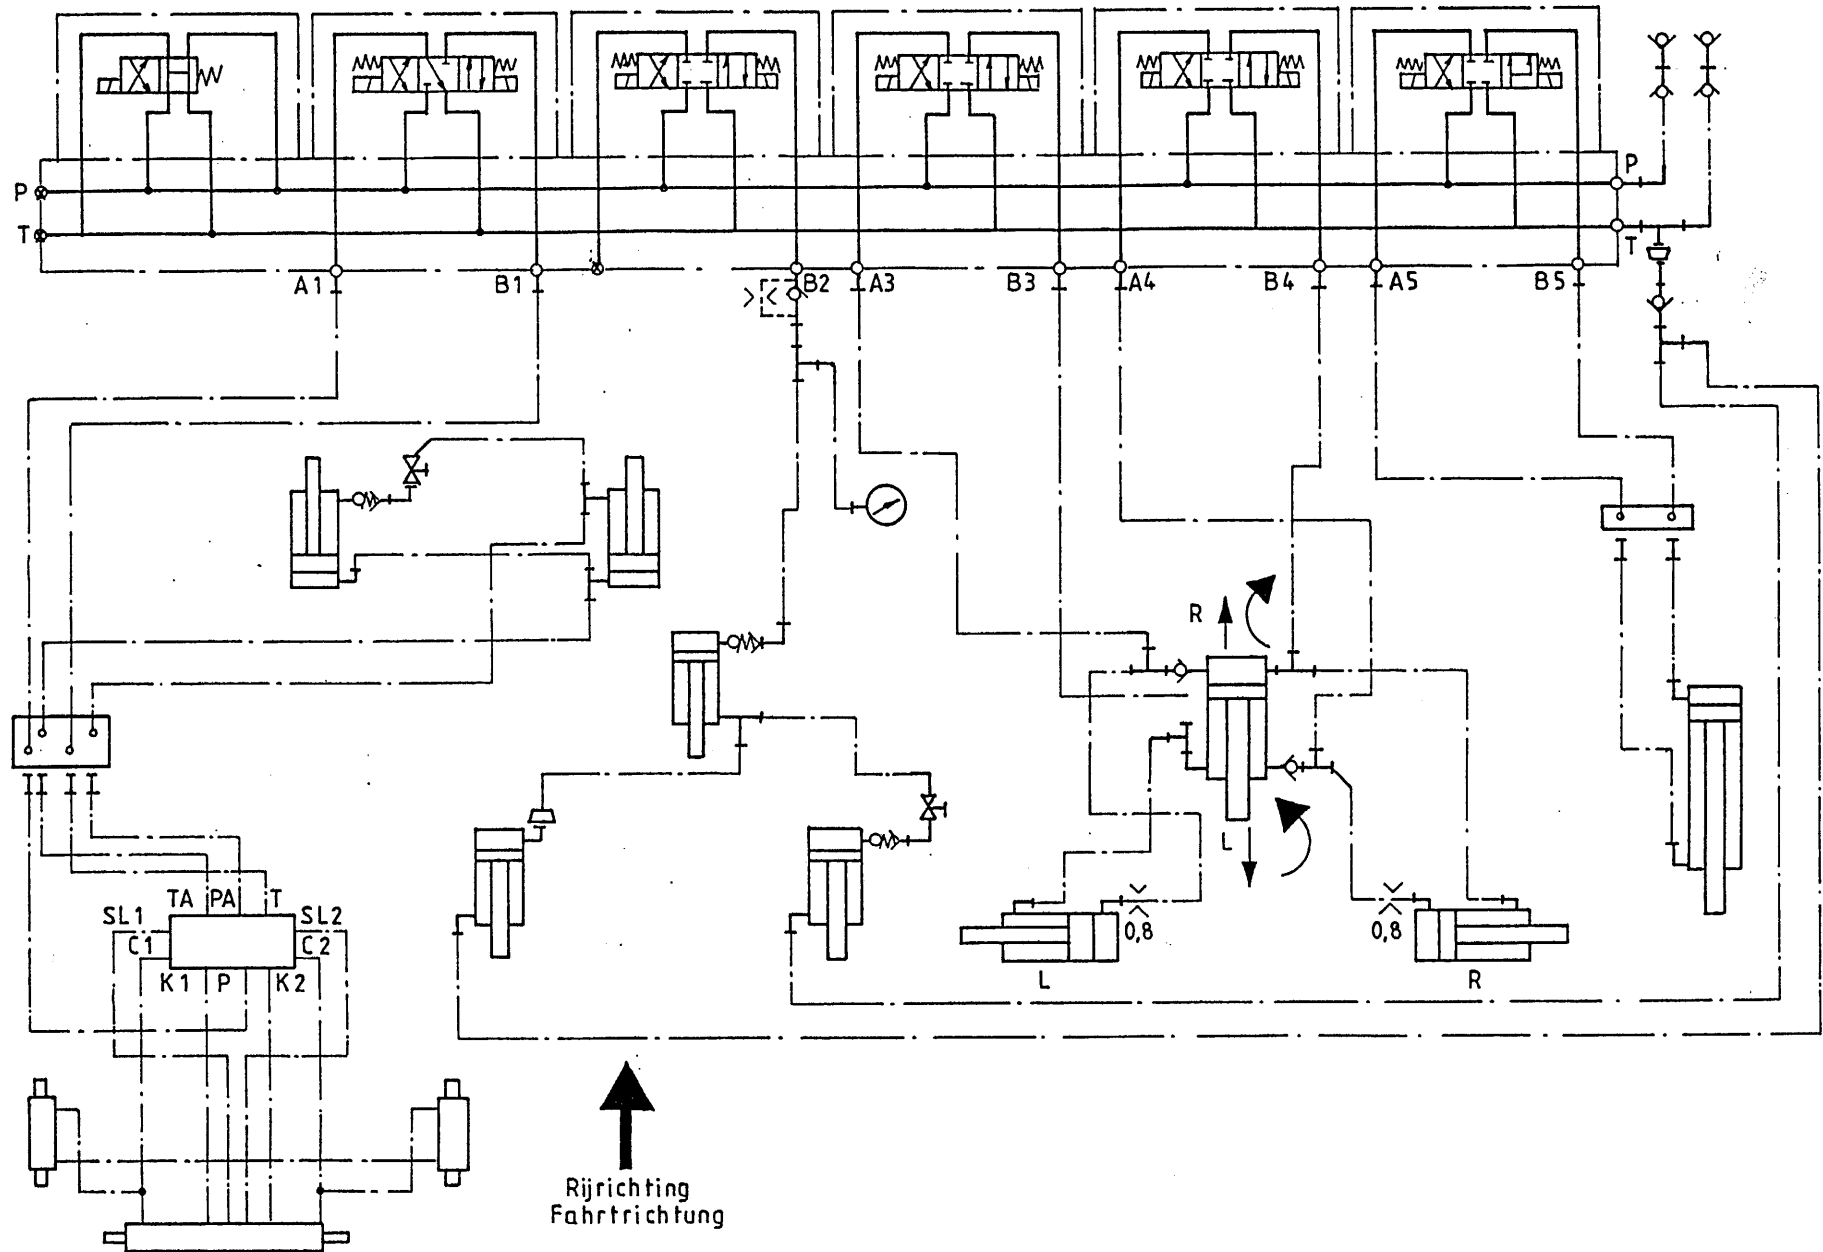 P
P
T
T
A1
B1
B2
A3
B3
A4
B4
A5
B5
R
L
TA PA T
SL1
SL2
C1
C2
0,8
0,8
K1 P K2
L
R
Rijrichting
Fahrtrichtung